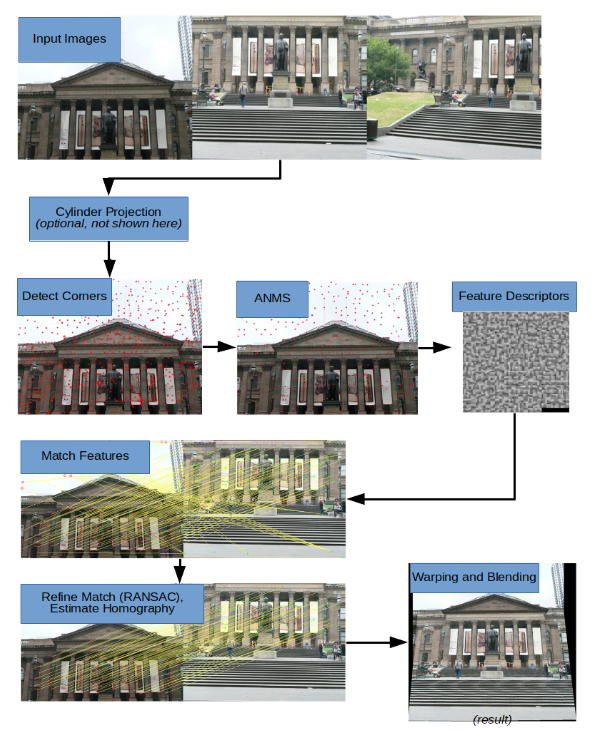 Input Images
Cylinder Projection
(optional, not shown here)
Detect Corners
ANMS
Feature Descriptors
Match Features
Refine Match (RANSAC),
Estimate Homography
Warping and Blending
(result)